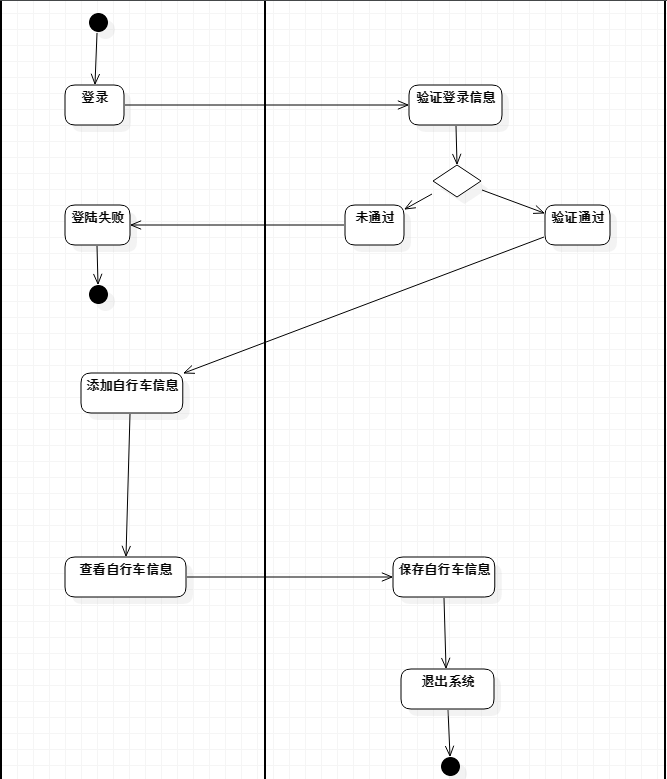 登录
验证登录信息
登陆失败
未通过
验证通过
添加自行车信息
查看自行车信息
保存自行车信息
退出系统